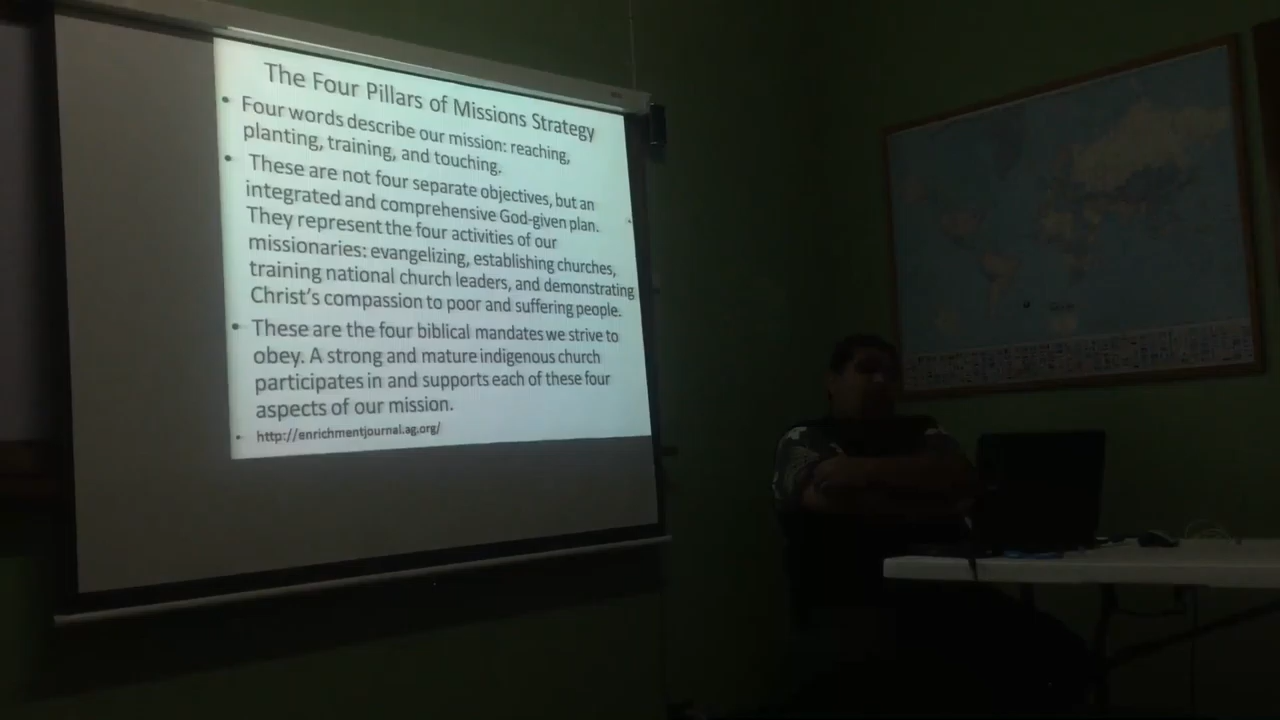 The Four Pillars of Missions Strategy
• Four words describe our mission: reaching,
planting, training, and touching.
• These are not four separate objectives, but an
integrated and comprehensive God-given plan.
They represent the four activities of our
missionaries: evangelizing, establishing churches,
training national church leaders, and demonstrating
Christ's compassion to poor and suffering people.
• These are the four biblical mandates we strive to
obey. A strong and mature indigenous church
participates in and supports each of these four
aspects of our mission.
• http://enrichmentjournal.ag.org/